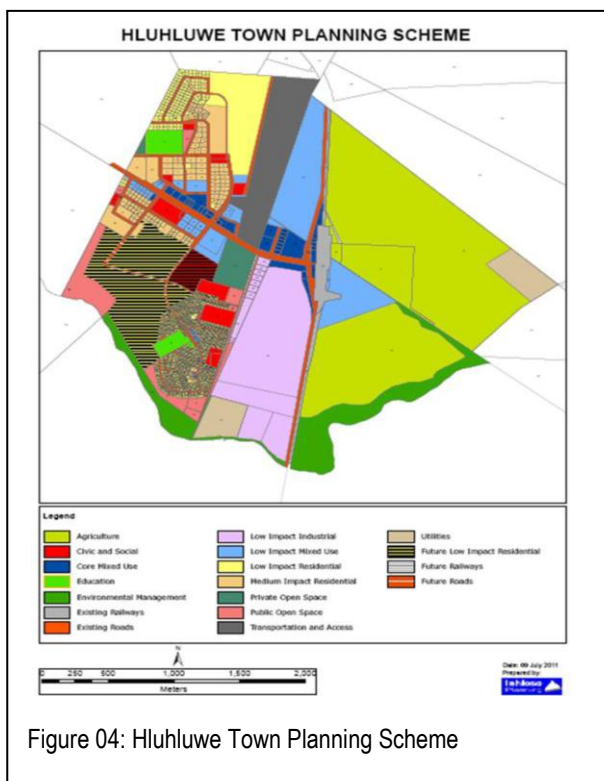 HLUHLUWE TOWN PLANNING SCHEME
Legend
Agriculture
Civic and Social
Core Mixed Use
Education
Environmental Management
Existing Railways
Existing Roads
Low Impact Industrial
Low Impact Mixed Use
Low Impact Residential
Medium Impact Residential
Private Open Space
Public Open Space
Transportation and Access
Utilities
Future Low Impact Residential
Future Railways
Future Roads
N
0 250 500 1,000 1,500 2,000
Meters
Date: 09 July 2011
Prepared by:
Figure 04: Hluhluwe Town Planning Scheme